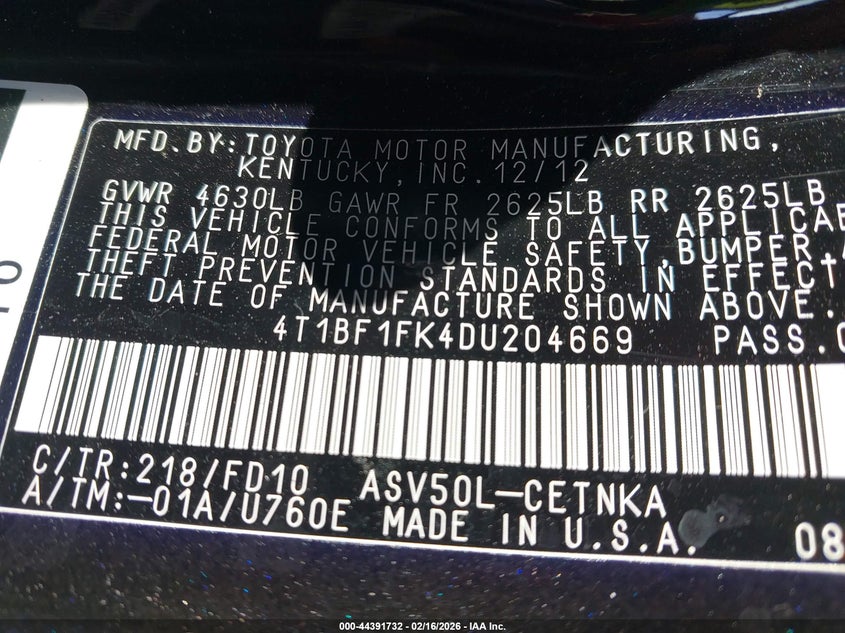 MFD.BY:TOYOTA MOTOR MANUFACTURING,
KENTUCKY,INC.12/12
GVWR 4630LB GAWR FR 2625LB RR 2625LB
THIS VEHICLE CONFORMS TO ALL
FEDERAL MOTOR VEHICLE SAFETY,BUMPER,
THEFT PREVENTION STANDARDS IN EFFECT
THE DATE OF MANUFACTURE SHOWN ABOVE.
4T1BF1FK4DU204669 PASS.
C/TR:218/FD10 ASV50L-CETNKA
A/TM:-01A/U760E MADE IN U.S.A. 08
000-44391732 - 02/16/2026 - IAA Inc.